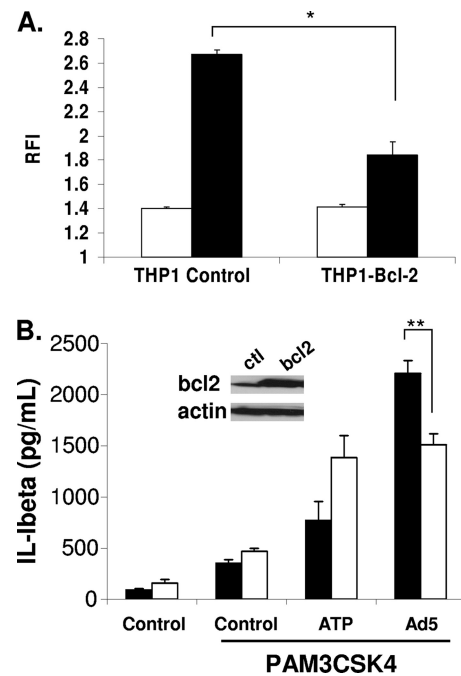 A.
*
2.8
2.6
2.4
2.2
2
1.8
1.6
1.4
1.2
1
RFI
THP1 Control THP1-Bcl-2
B.
**
ctl bcl2
bcl2
actin
2500
2000
1500
1000
500
0
IL-Ibeta (pg/mL)
Control Control ATP Ad5
PAM3CSK4